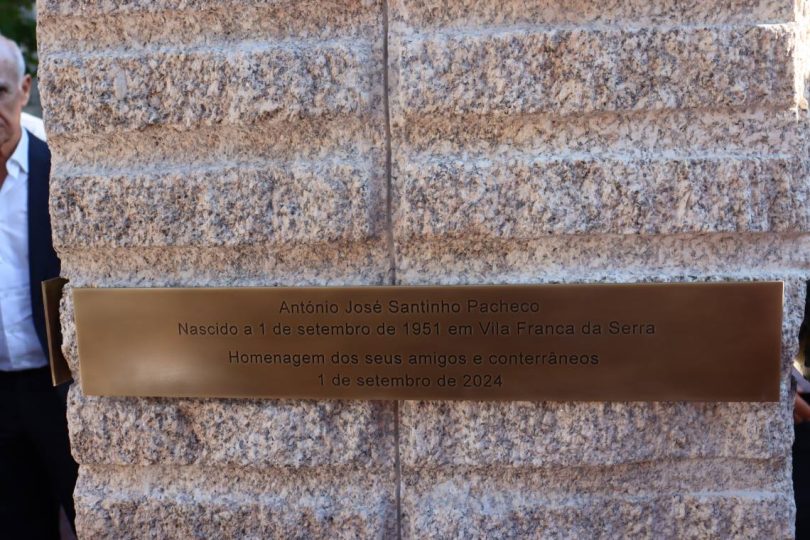 António José Santinho Pacheco
Nascido a 1 de setembro de 1951 em Vila Franca da Serra
Homenagem dos seus amigos e conterrâneos
1 de setembro de 2024